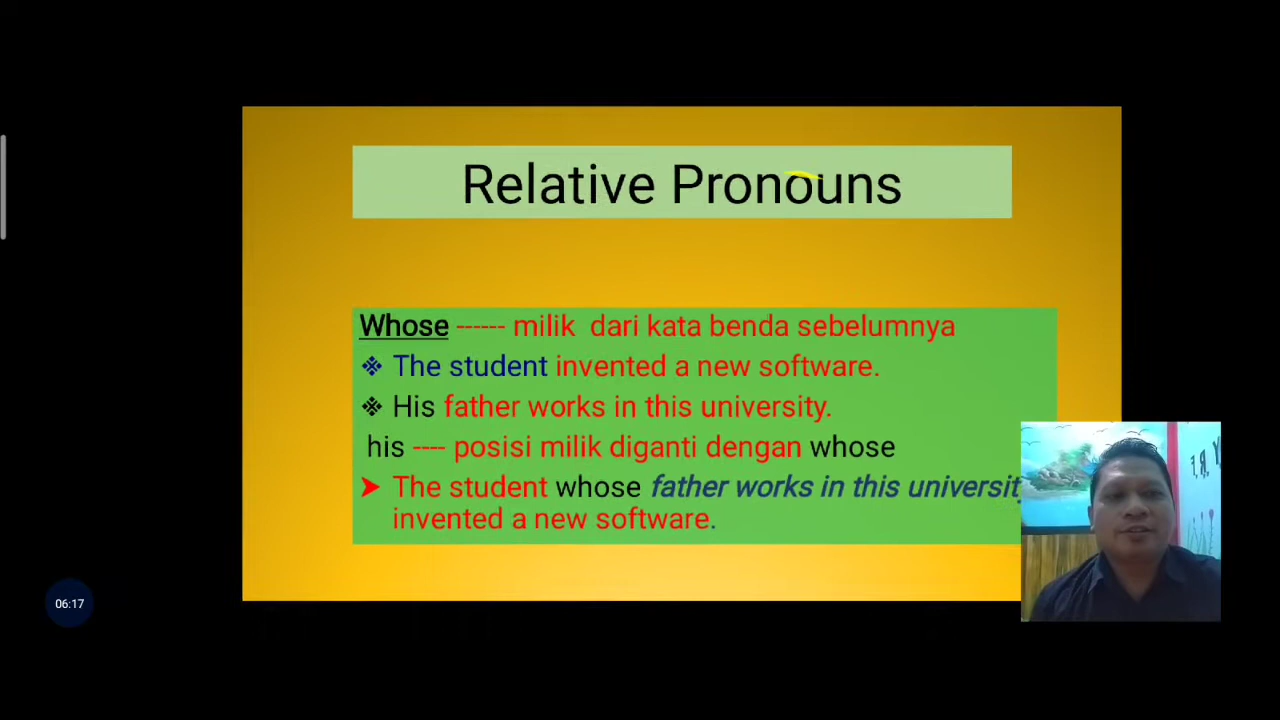 Relative Pronouns
Whose ------ milik dari kata benda sebelumnya
❖ The student invented a new software.
❖ His father works in this university.
his ---- posisi milik diganti dengan whose
➤ The student whose father works in this university
invented a new software.
06:17